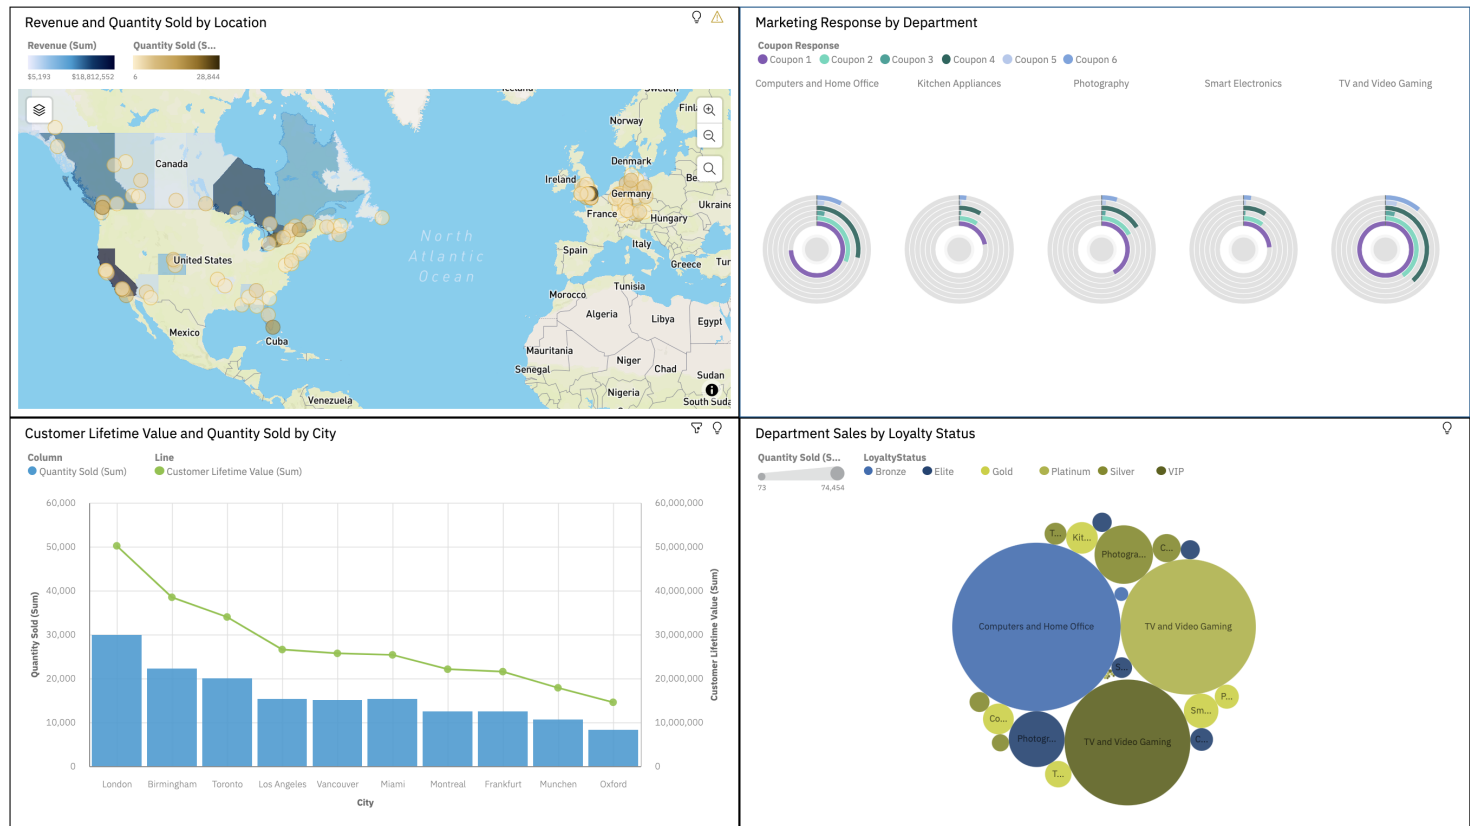 Revenue and Quantity Sold by Location
Revenue (Sum)
Quantity Sold (S...
$5,193
$18,812,552
6
28,844
Iceland
Sweden
Norway
Finl
Denmark
Ireland
Be
Germany
Ukraine
France
Hungary
Canada
North
Atlantic
Ocean
Italy
Spain
United States
Greece
Tur
Tunisia
Morocco
Algeria
Libya
Egypt
Mexico
Cuba
Mauritania
Niger
Chad
Senegal
Sudan
Nigeria
South Suda
Venezuela
Marketing Response by Department
Coupon Response
Coupon 1
Coupon 2
Coupon 3
Coupon 4
Coupon 5
Coupon 6
Computers and Home Office
Kitchen Appliances
Photography
Smart Electronics
TV and Video Gaming
Customer Lifetime Value and Quantity Sold by City
Column
Line
Quantity Sold (Sum)
Customer Lifetime Value (Sum)
60,000
50,000
40,000
30,000
20,000
10,000
0
Quantity Sold (Sum)
60,000,000
50,000,000
40,000,000
30,000,000
20,000,000
10,000,000
0
Customer Lifetime Value (Sum)
London
Birmingham
Toronto
Los Angeles
Vancouver
Miami
Montreal
Frankfurt
Munchen
Oxford
City
Department Sales by Loyalty Status
Quantity Sold (S...
73
74,454
LoyaltyStatus
Bronze
Elite
Gold
Platinum
Silver
VIP
T...
Kit...
Photogra...
C...
Computers and Home Office
TV and Video Gaming
S...
P...
Sm...
Co...
Photogr...
TV and Video Gaming
C...
T...